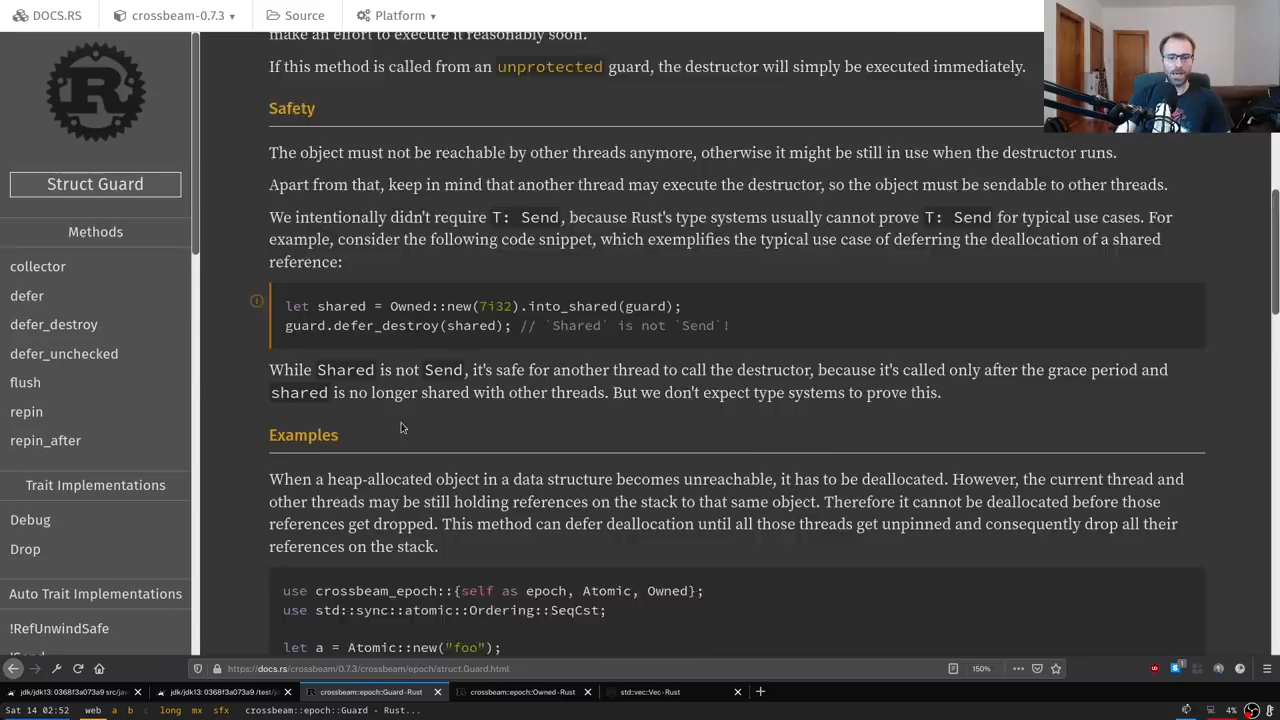 DOCS.RS
crossbeam-0.7.3
Source
Platform
make an effort to execute it reasonably soon.
If this method is called from an unprotected guard, the destructor will simply be executed immediately.
Safety
The object must not be reachable by other threads anymore, otherwise it might be still in use when the destructor runs.
Apart from that, keep in mind that another thread may execute the destructor, so the object must be sendable to other threads.
We intentionally didn't require T: Send, because Rust's type systems usually cannot prove T: Send for typical use cases. For
example, consider the following code snippet, which exemplifies the typical use case of deferring the deallocation of a shared
reference:
let shared = Owned::new(7i32).into_shared(guard);
guard.defer_destroy(shared); // `Shared` is not `Send`!
While Shared is not Send, it's safe for another thread to call the destructor, because it's called only after the grace period and
shared is no longer shared with other threads. But we don't expect type systems to prove this.
Examples
When a heap-allocated object in a data structure becomes unreachable, it has to be deallocated. However, the current thread and
other threads may be still holding references on the stack to that same object. Therefore it cannot be deallocated before those
references get dropped. This method can defer deallocation until all those threads get unpinned and consequently drop all their
references on the stack.
use crossbeam_epoch::{self as epoch, Atomic, Owned};
use std::sync::atomic::Ordering::SeqCst;
let a = Atomic::new("foo");
Struct Guard
Methods
collector
defer
defer_destroy
defer_unchecked
flush
repin
repin_after
Trait Implementations
Debug
Drop
Auto Trait Implementations
!RefUnwindSafe
!Send
https://docs.rs/crossbeam/0.7.3/crossbeam/epoch/struct.Guard.html
150%
jdk/jdk13: 0368f3a073a9 src/jav
jdk/jdk13: 0368f3a073a9 /test/jd
crossbeam::epoch::Guard - Rust
crossbeam::epoch::Owned - Rust
std::vec::Vec - Rust
Sat 14 02:52
web a b c long mx sfx
crossbeam::epoch::Guard - Rust...
4%